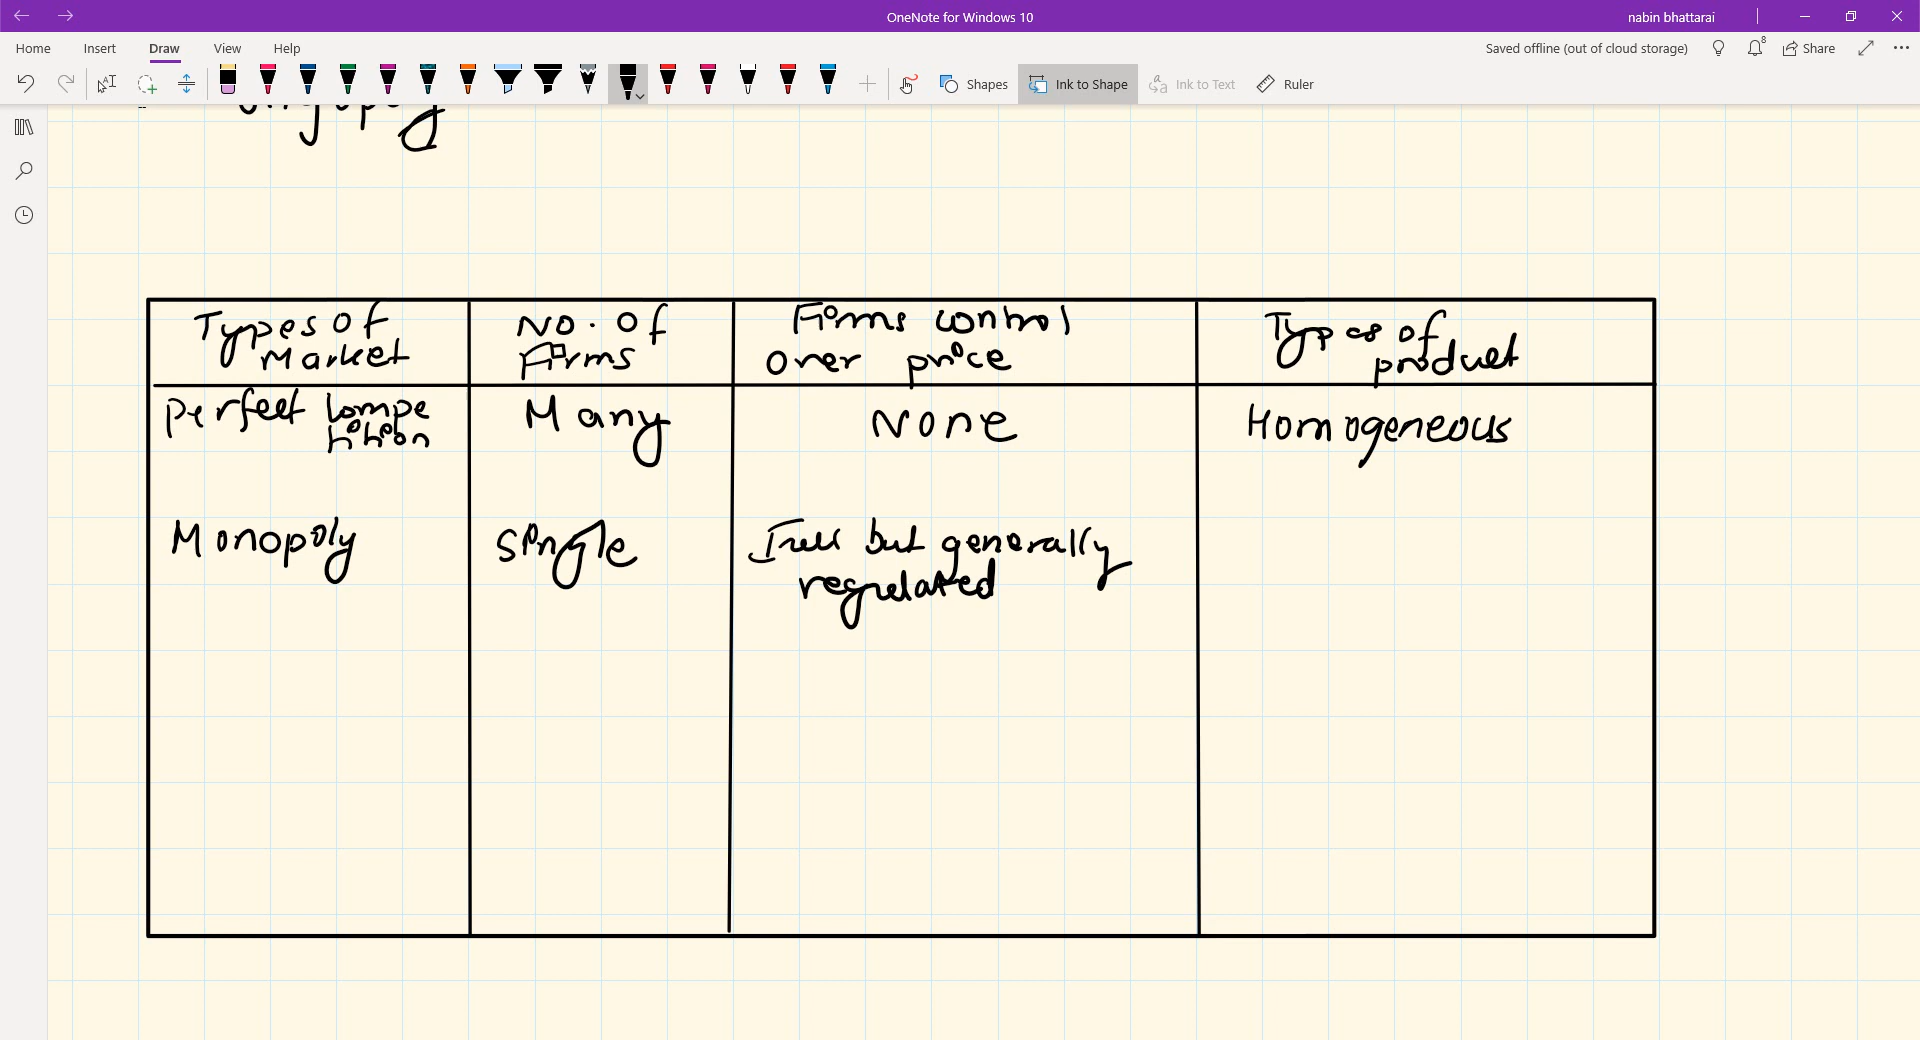 OneNote for Windows 10
nabin bhattarai
Home Insert Draw View Help
Saved offline (out of cloud storage)
8
Share
Shapes
Ink to Shape
Ink to Text
Ruler
Types of
Market
No. of
Firms
Firms control
Over price
Types of
product
Perfect Compe
tition
Many
None
Homogeneous
Monopoly
Single
Full but generally
regulated